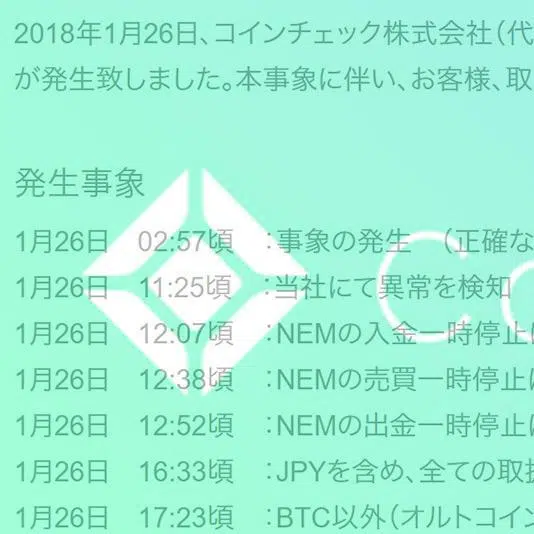 2018年1月26日、コインチェック株式会社（代
が発生致しました。本事象に伴い、お客様、取
発生事象
1月26日 02:57頃 ：事象の発生 （正確な
1月26日 11:25頃 ：当社にて異常を検知
1月26日 12:07頃 ：NEMの入金一時停止
1月26日 12:38頃 ：NEMの売買一時停止
1月26日 12:52頃 ：NEMの出金一時停止
1月26日 16:33頃 ：JPYを含め、全ての取扱
1月26日 17:23頃 ：BTC以外（オルトコイン
Co